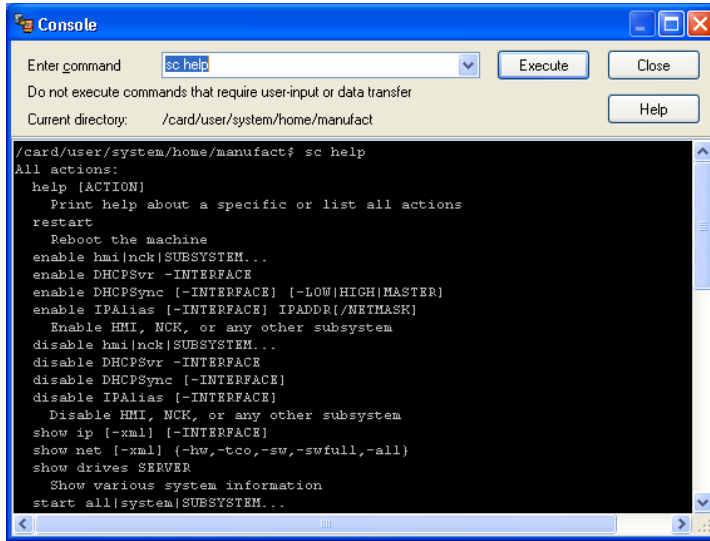 Console
Enter command sc help Execute Close
Do not execute commands that require user-input or data transfer
Help
Current directory: /card/user/system/home/manufact
/card/user/system/home/manufact$ sc help
All actions:
help [ACTION]
Print help about a specific or list all actions
restart
Reboot the machine
enable hmi|nck|SUBSYSTEM...
enable DHCPSvr -INTERFACE
enable DHCPSync [-INTERFACE] [-LOW|HIGH|MASTER]
enable IPAlias [-INTERFACE] IPADDR[/NETMASK]
Enable HMI, NCK, or any other subsystem
disable hmi|nck|SUBSYSTEM...
disable DHCPSvr -INTERFACE
disable DHCPSync [-INTERFACE]
disable IPAlias [-INTERFACE]
Disable HMI, NCK, or any other subsystem
show ip [-xml] [-INTERFACE]
show net [-xml] {-hw,-tco,-sw,-swfull,-all}
show drives SERVER
Show various system information
start all|system|SUBSYSTEM...